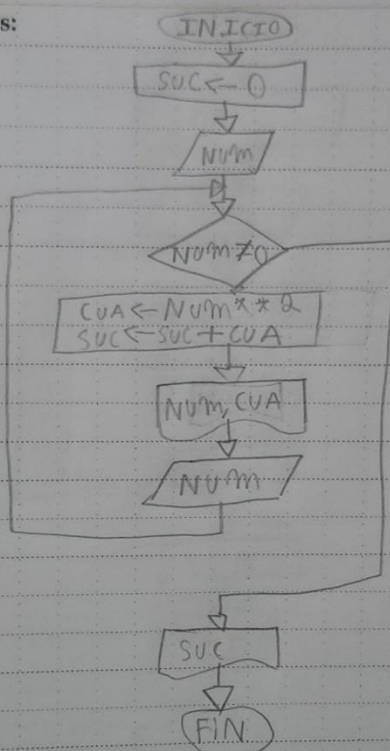 s:
INICIO
SUC ← 0
NUM
NUM ≠ 0
CUA ← NUM ** 2
SUC ← SUC + CUA
NUM, CUA
NUM
SUC
FIN